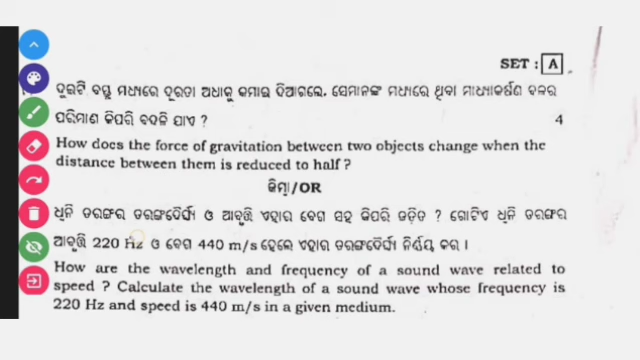 SET : A
ଦୁଇଟି ବସ୍ତୁ ମଧ୍ୟରେ ଦୂରତା ଅଧାକୁ କମାଇ ଦିଆଗଲେ, ସେମାନଙ୍କ ମଧ୍ୟରେ ଥିବା ମାଧ୍ୟାକର୍ଷଣ ବଳର
ପରିମାଣ କିପରି ବଦଳି ଯାଏ ? 4
How does the force of gravitation between two objects change when the
distance between them is reduced to half ?
କିମ୍ବା/OR
ଧ୍ୱନି ତରଙ୍ଗର ତରଙ୍ଗଦୈର୍ଘ୍ୟ ଓ ଆବୃତ୍ତି ଏହାର ବେଗ ସହ କିପରି ଜଡ଼ିତ ? ଗୋଟିଏ ଧ୍ୱନି ତରଙ୍ଗର
ଆବୃତ୍ତି 220 Hz ଓ ବେଗ 440 m/s ହେଲେ ଏହାର ତରଙ୍ଗଦୈର୍ଘ୍ୟ ନିର୍ଣ୍ଣୟ କର ।
How are the wavelength and frequency of a sound wave related to
speed ? Calculate the wavelength of a sound wave whose frequency is
220 Hz and speed is 440 m/s in a given medium.